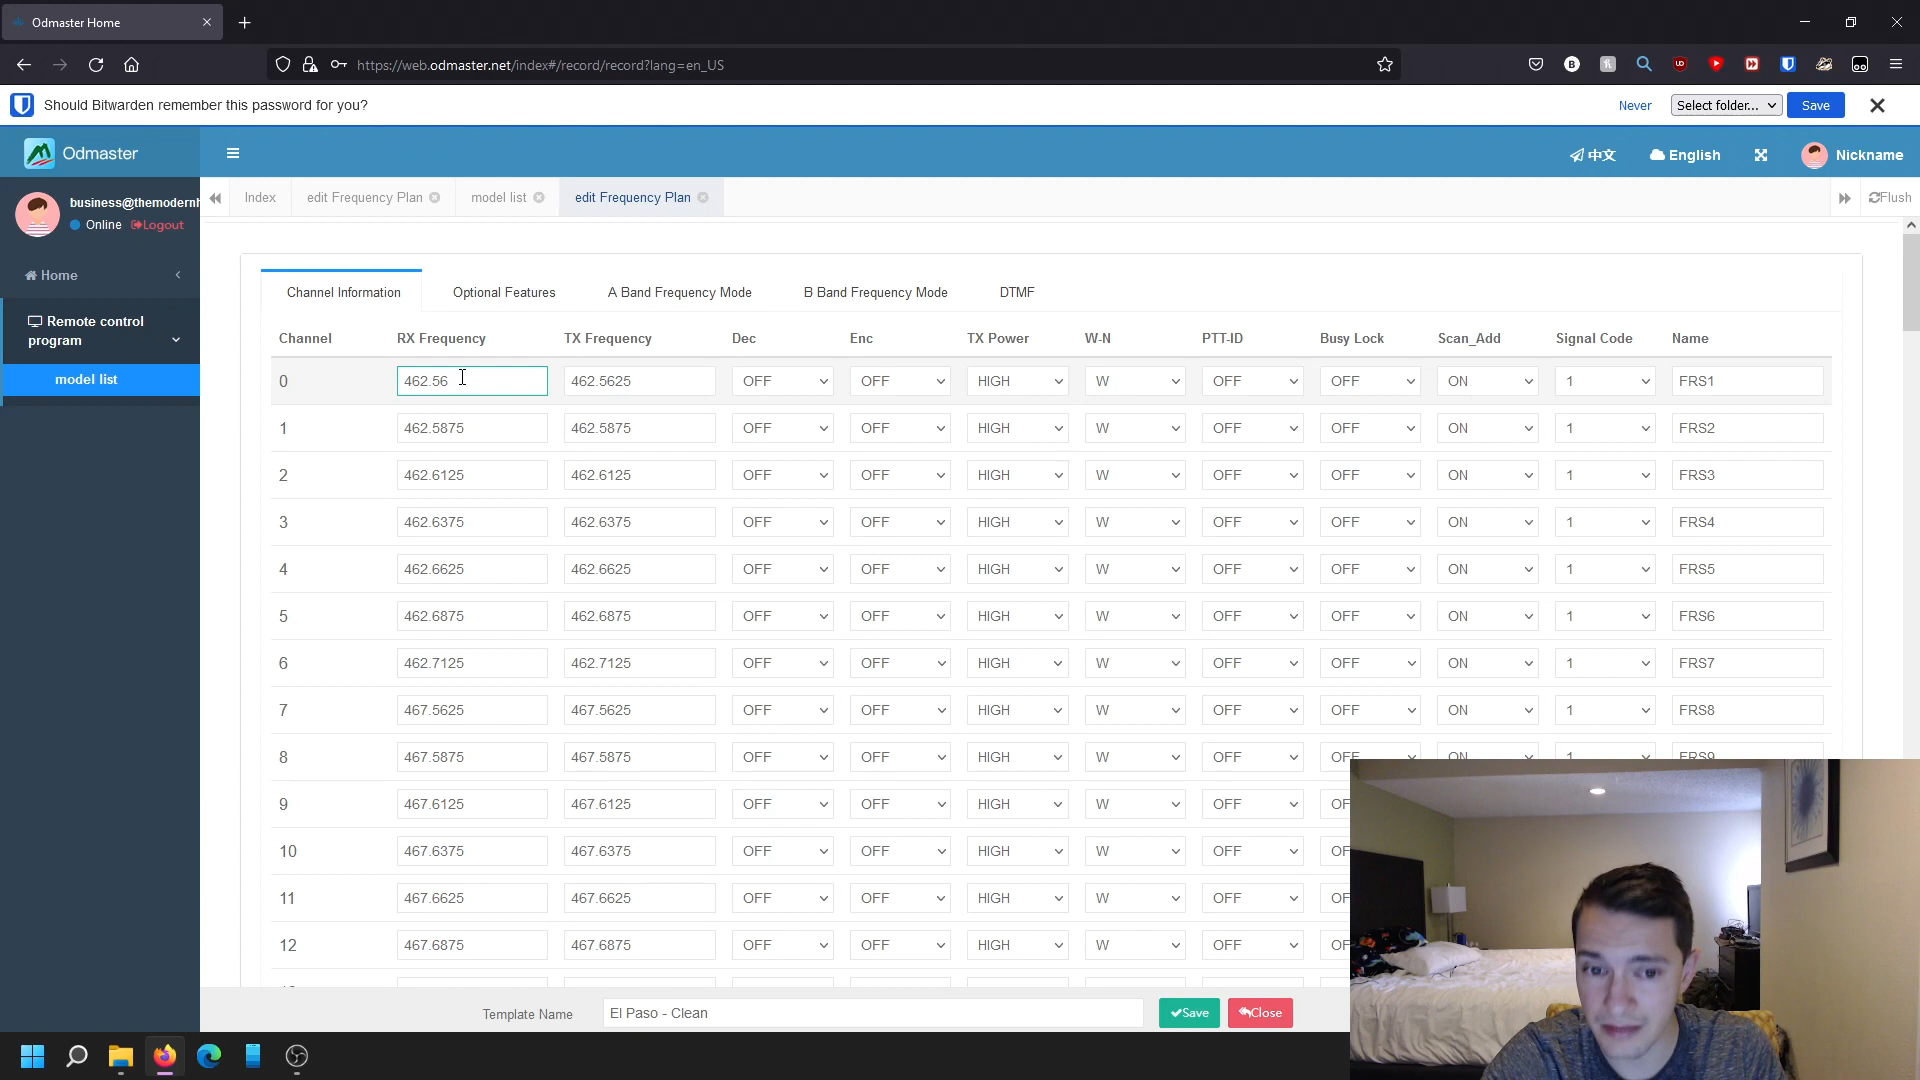 Odmaster Home
https://web.odmaster.net/index#/record/record?lang=en_US
Should Bitwarden remember this password for you?
Never Select folder... Save
Odmaster 中文 English Nickname
business@themodernh
Online Logout
Index edit Frequency Plan model list edit Frequency Plan Flush
Home
Remote control program
model list
Channel Information Optional Features A Band Frequency Mode B Band Frequency Mode DTMF
Channel RX Frequency TX Frequency Dec Enc TX Power W-N PTT-ID Busy Lock Scan_Add Signal Code Name
0 462.56 462.5625 OFF OFF HIGH W OFF OFF ON 1 FRS1
1 462.5875 462.5875 OFF OFF HIGH W OFF OFF ON 1 FRS2
2 462.6125 462.6125 OFF OFF HIGH W OFF OFF ON 1 FRS3
3 462.6375 462.6375 OFF OFF HIGH W OFF OFF ON 1 FRS4
4 462.6625 462.6625 OFF OFF HIGH W OFF OFF ON 1 FRS5
5 462.6875 462.6875 OFF OFF HIGH W OFF OFF ON 1 FRS6
6 462.7125 462.7125 OFF OFF HIGH W OFF OFF ON 1 FRS7
7 467.5625 467.5625 OFF OFF HIGH W OFF OFF ON 1 FRS8
8 467.5875 467.5875 OFF OFF HIGH W OFF OFF ON 1 FRS9
9 467.6125 467.6125 OFF OFF HIGH W OFF OF
10 467.6375 467.6375 OFF OFF HIGH W OFF OF
11 467.6625 467.6625 OFF OFF HIGH W OFF OF
12 467.6875 467.6875 OFF OFF HIGH W OFF OF
Template Name El Paso - Clean Save Close